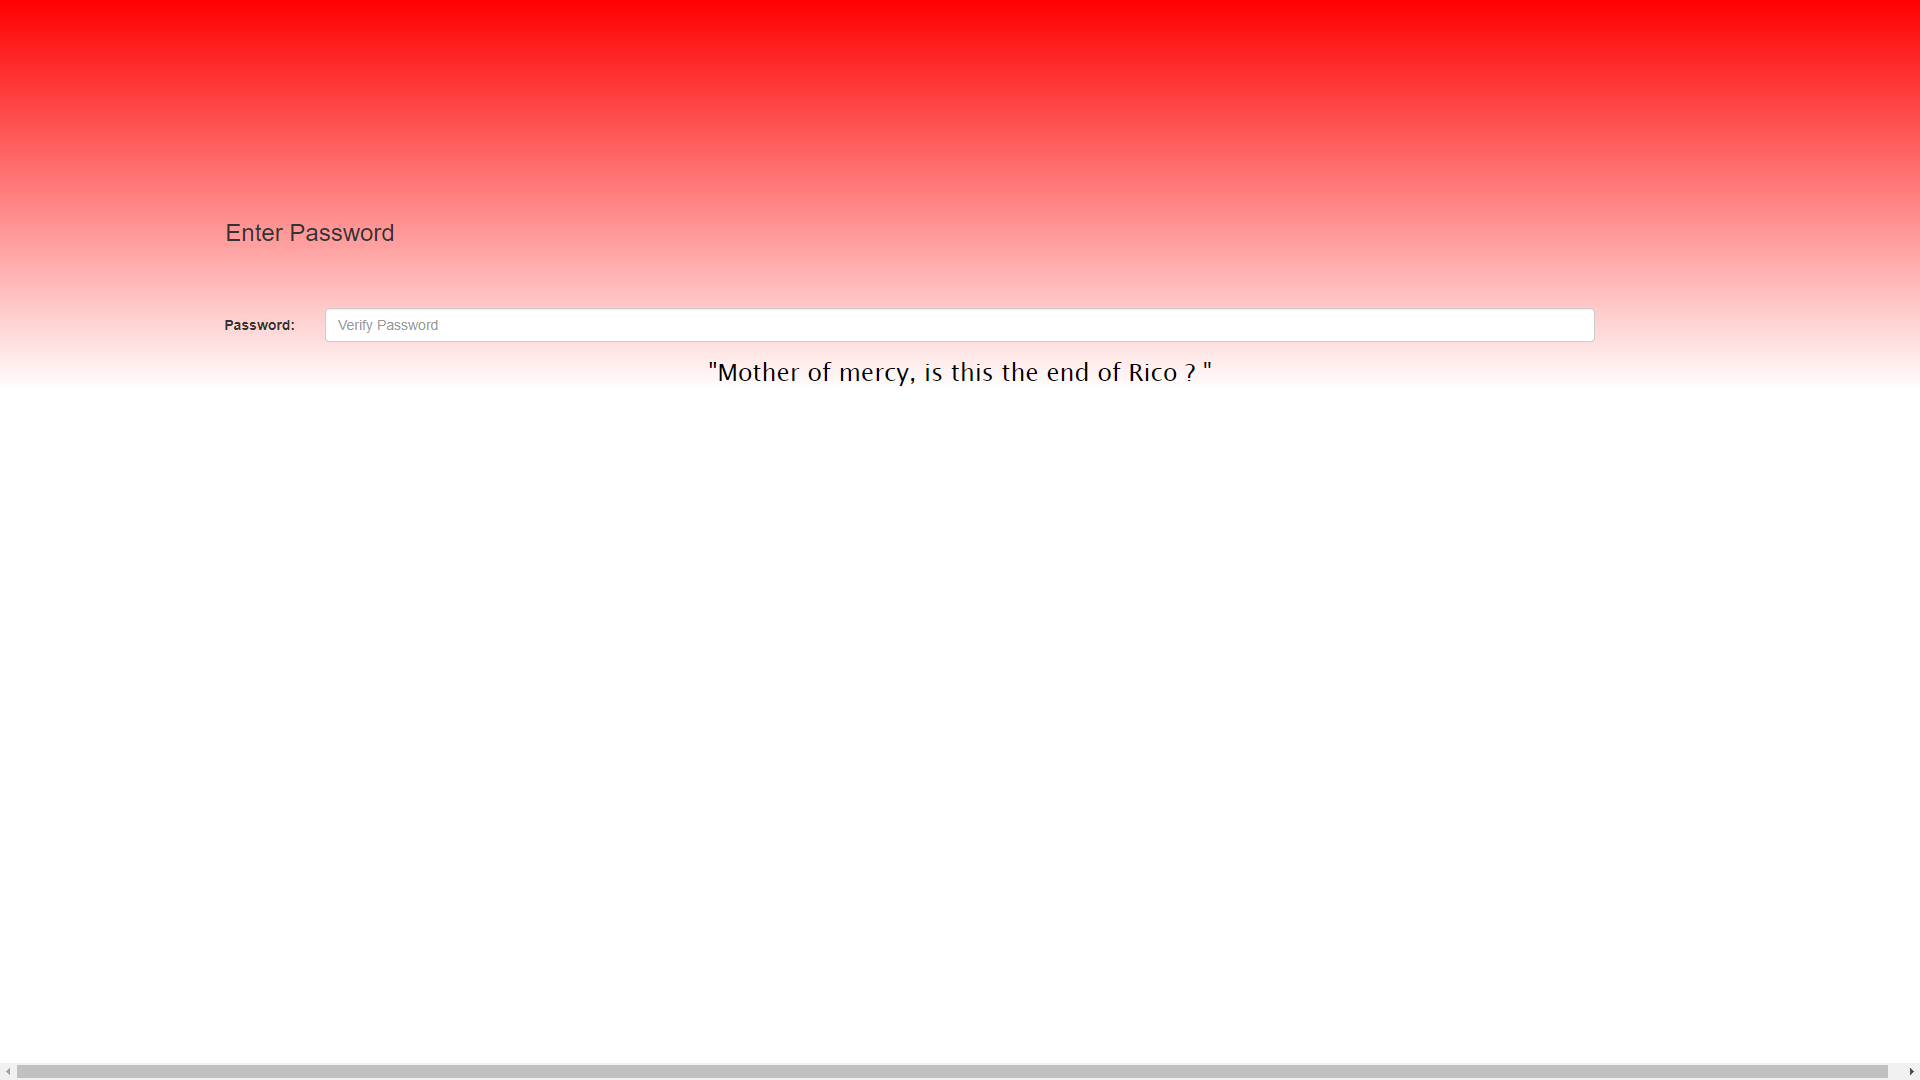 Enter Password
Password:
Verify Password
"Mother of mercy, is this the end of Rico ? "